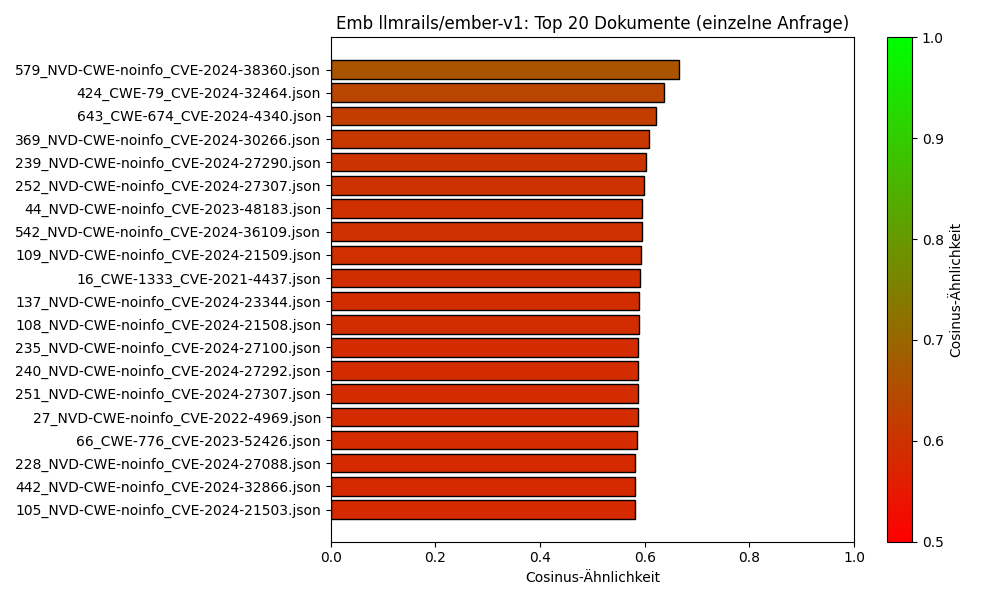 Emb llmrails/ember-v1: Top 20 Dokumente (einzelne Anfrage)
579_NVD-CWE-noinfo_CVE-2024-38360.json
424_CWE-79_CVE-2024-32464.json
643_CWE-674_CVE-2024-4340.json
369_NVD-CWE-noinfo_CVE-2024-30266.json
239_NVD-CWE-noinfo_CVE-2024-27290.json
252_NVD-CWE-noinfo_CVE-2024-27307.json
44_NVD-CWE-noinfo_CVE-2023-48183.json
542_NVD-CWE-noinfo_CVE-2024-36109.json
109_NVD-CWE-noinfo_CVE-2024-21509.json
16_CWE-1333_CVE-2021-4437.json
137_NVD-CWE-noinfo_CVE-2024-23344.json
108_NVD-CWE-noinfo_CVE-2024-21508.json
235_NVD-CWE-noinfo_CVE-2024-27100.json
240_NVD-CWE-noinfo_CVE-2024-27292.json
251_NVD-CWE-noinfo_CVE-2024-27307.json
27_NVD-CWE-noinfo_CVE-2022-4969.json
66_CWE-776_CVE-2023-52426.json
228_NVD-CWE-noinfo_CVE-2024-27088.json
442_NVD-CWE-noinfo_CVE-2024-32866.json
105_NVD-CWE-noinfo_CVE-2024-21503.json
0.0 0.2 0.4 0.6 0.8 1.0
Cosinus-Ähnlichkeit
1.0
0.9
0.8
0.7
0.6
0.5
Cosinus-Ähnlichkeit